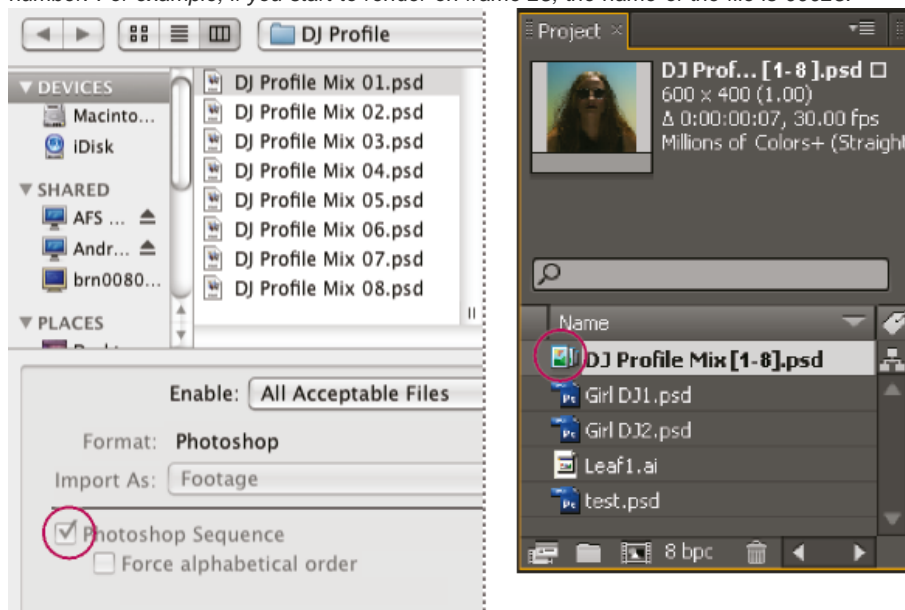 DJ Profile
DEVICES
Macinto...
iDisk
SHARED
AFS ...
Andr...
brn0080...
PLACES
DJ Profile Mix 01.psd
DJ Profile Mix 02.psd
DJ Profile Mix 03.psd
DJ Profile Mix 04.psd
DJ Profile Mix 05.psd
DJ Profile Mix 06.psd
DJ Profile Mix 07.psd
DJ Profile Mix 08.psd
Enable: All Acceptable Files
Format: Photoshop
Import As: Footage
Photoshop Sequence
Force alphabetical order
Project
DJ Prof... [1-8].psd
600 x 400 (1.00)
Δ 0:00:00:07, 30.00 fps
Millions of Colors+ (Straight
Name
DJ Profile Mix [1-8].psd
Girl DJ1.psd
Girl DJ2.psd
Leaf1.ai
test.psd
8 bpc